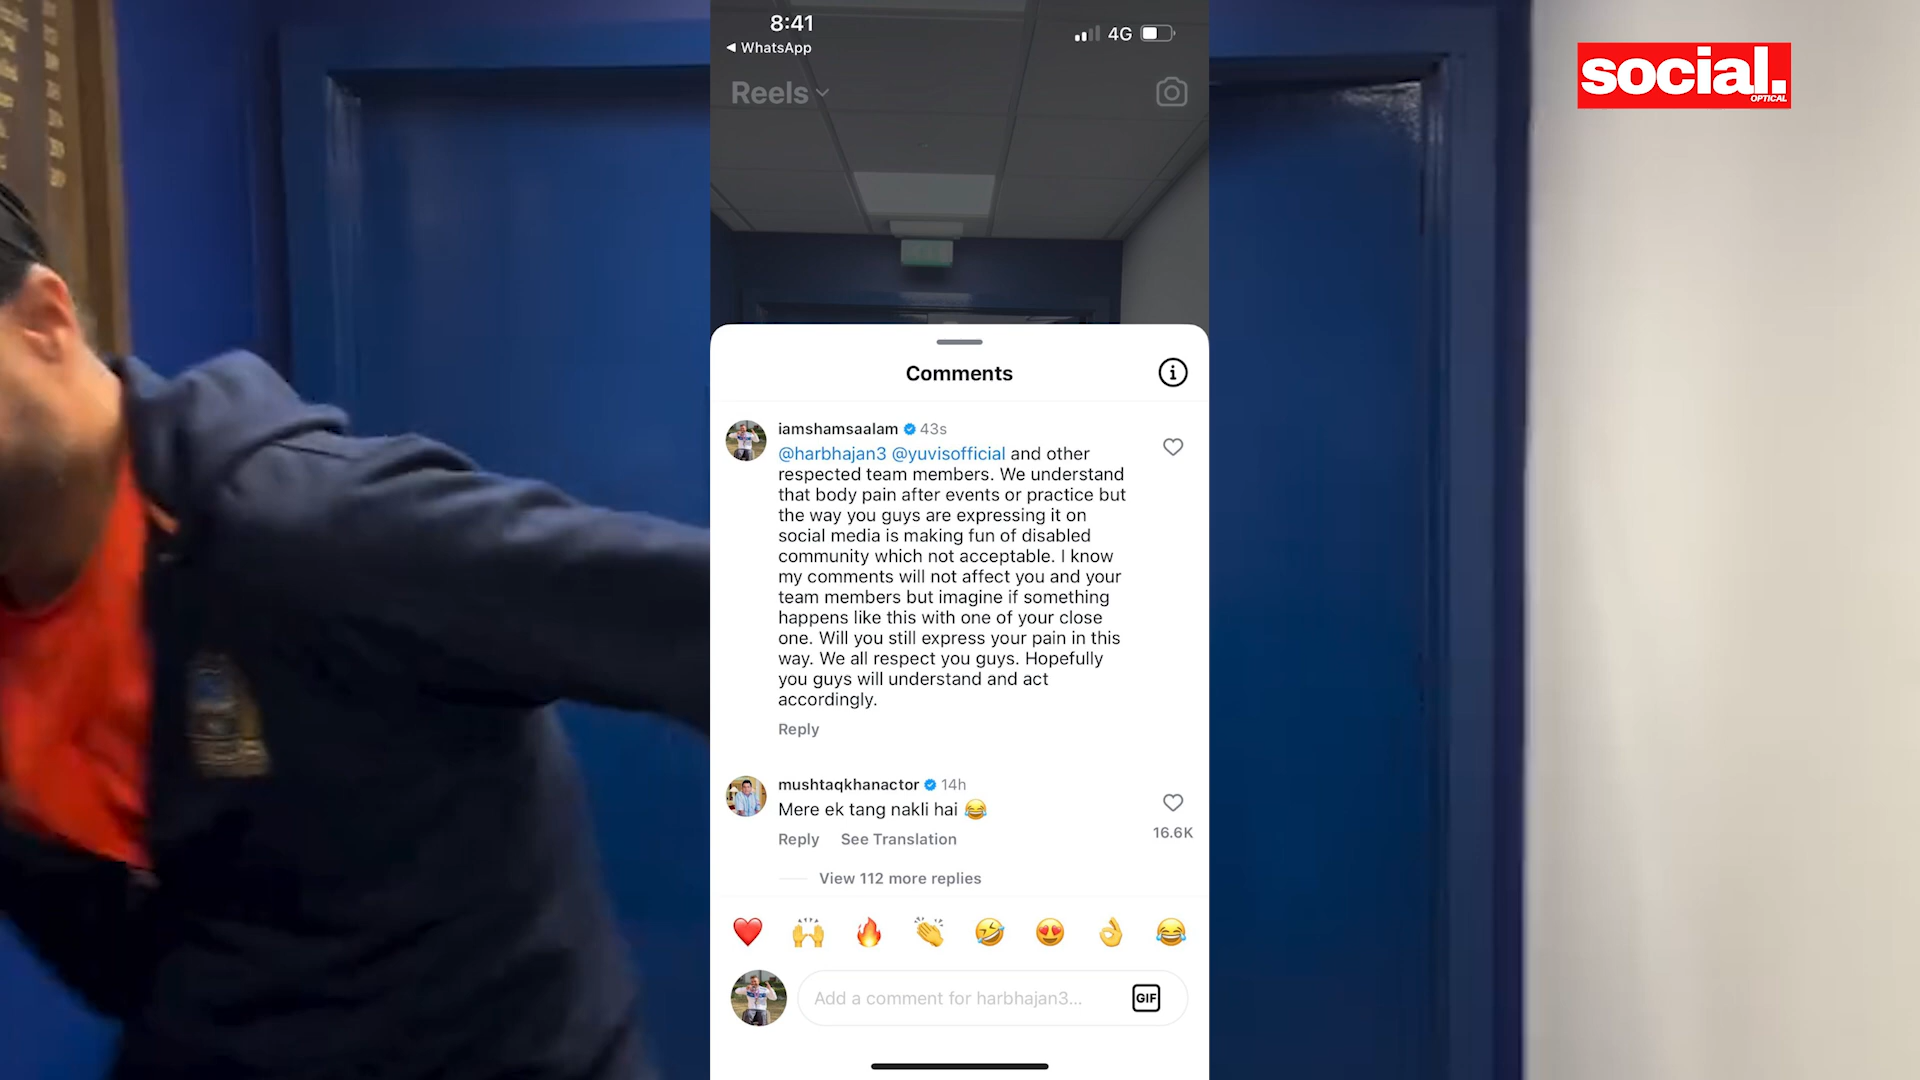 8:41
◀ WhatsApp
4G
Reels
social.
OPTICAL
Comments
iamshamsaalam 43s
@harbhajan3 @yuvisofficial and other
respected team members. We understand
that body pain after events or practice but
the way you guys are expressing it on
social media is making fun of disabled
community which not acceptable. I know
my comments will not affect you and your
team members but imagine if something
happens like this with one of your close
one. Will you still express your pain in this
way. We all respect you guys. Hopefully
you guys will understand and act
accordingly.
Reply
mushtaqkhanactor 14h
Mere ek tang nakli hai 😂
16.6K
Reply See Translation
View 112 more replies
Add a comment for harbhajan3...
GIF